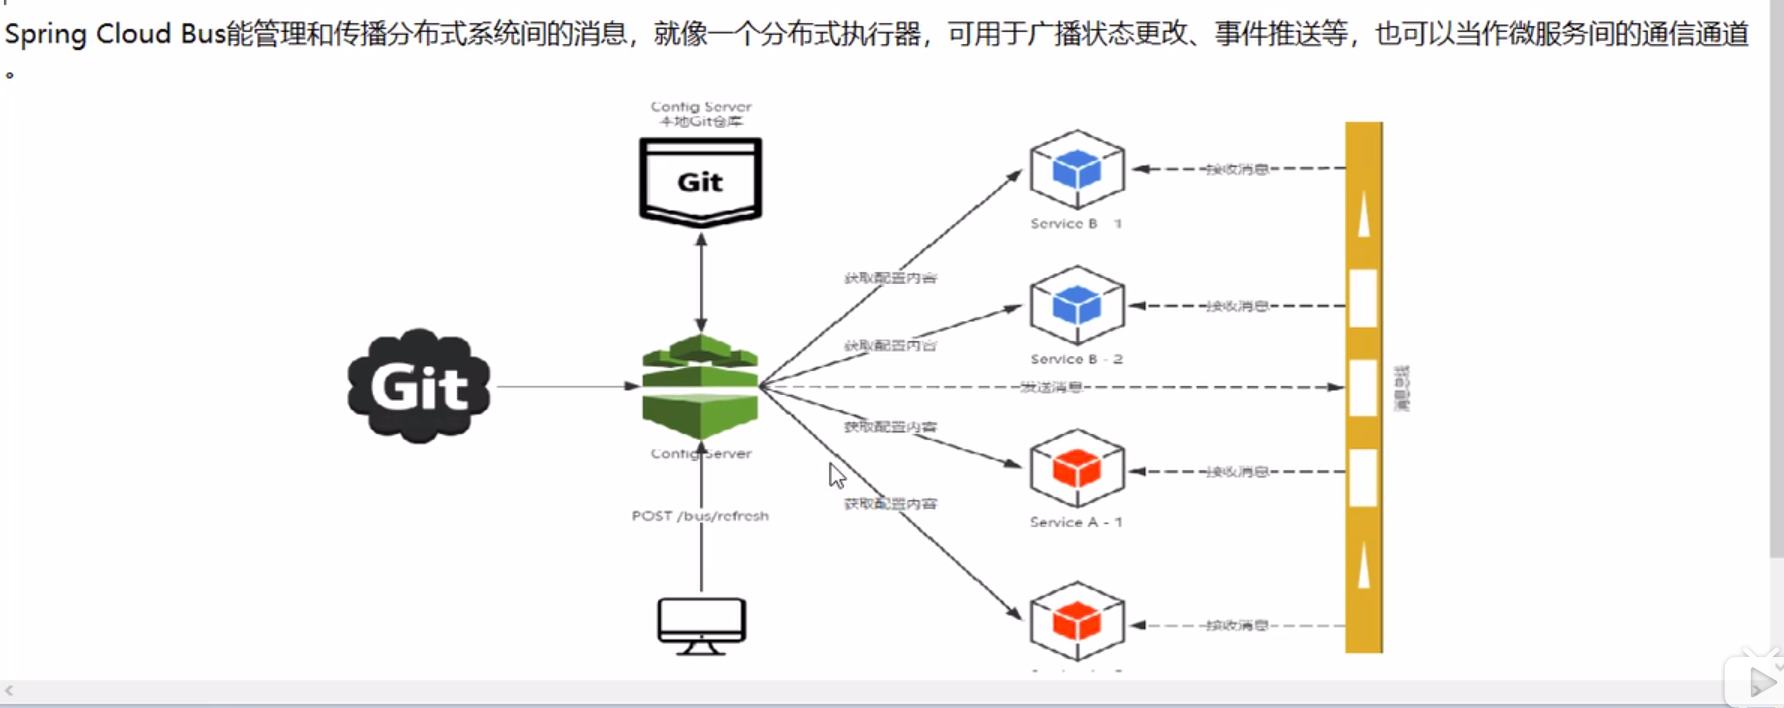 Spring Cloud Bus能管理和传播分布式系统间的消息，就像一个分布式执行器，可用于广播状态更改、事件推送等，也可以当作微服务间的通信通道
。
Config Server
本地Git仓库
Git
接收消息
Service B - 1
获取配置内容
接收消息
获取配置内容
Service B - 2
Git
发送消息
消息总线
获取配置内容
Config Server
接收消息
获取配置内容
POST /bus/refresh
Service A - 1
接收消息